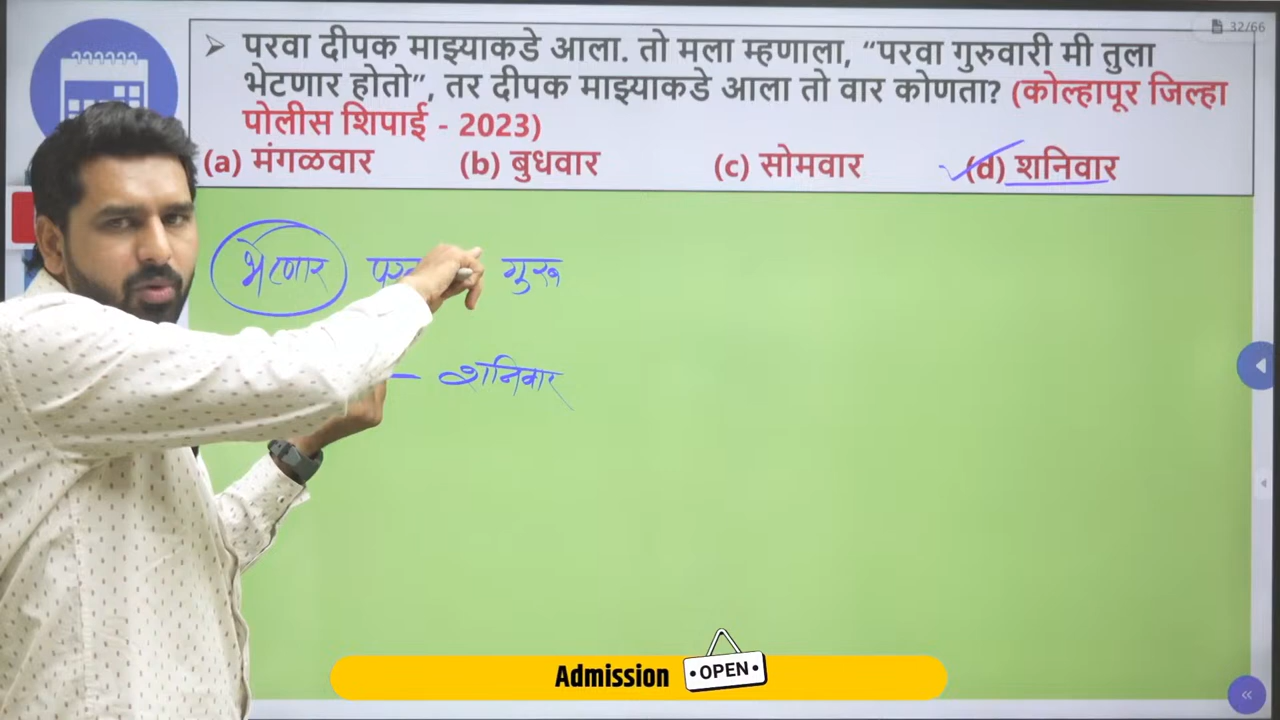 32/66
➤ परवा दीपक माझ्याकडे आला. तो मला म्हणाला, “परवा गुरुवारी मी तुला
भेटणार होतो”, तर दीपक माझ्याकडे आला तो वार कोणता? (कोल्हापूर जिल्हा
पोलीस शिपाई - 2023)
(a) मंगळवार (b) बुधवार (c) सोमवार (d) शनिवार
भेटणार गुरु
– शनिवार
Admission OPEN